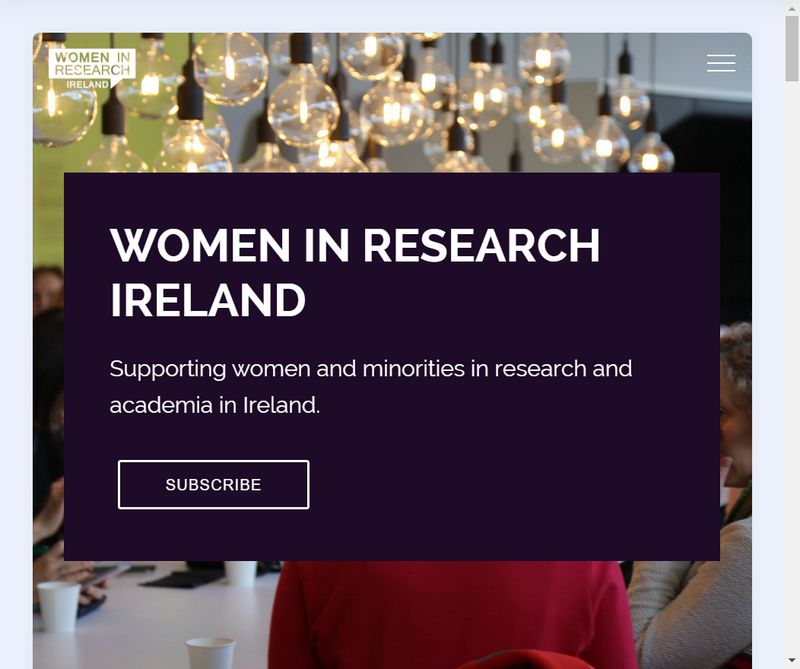 WOMEN IN
RESEARCH
IRELAND
WOMEN IN RESEARCH
IRELAND
Supporting women and minorities in research and
academia in Ireland.
SUBSCRIBE